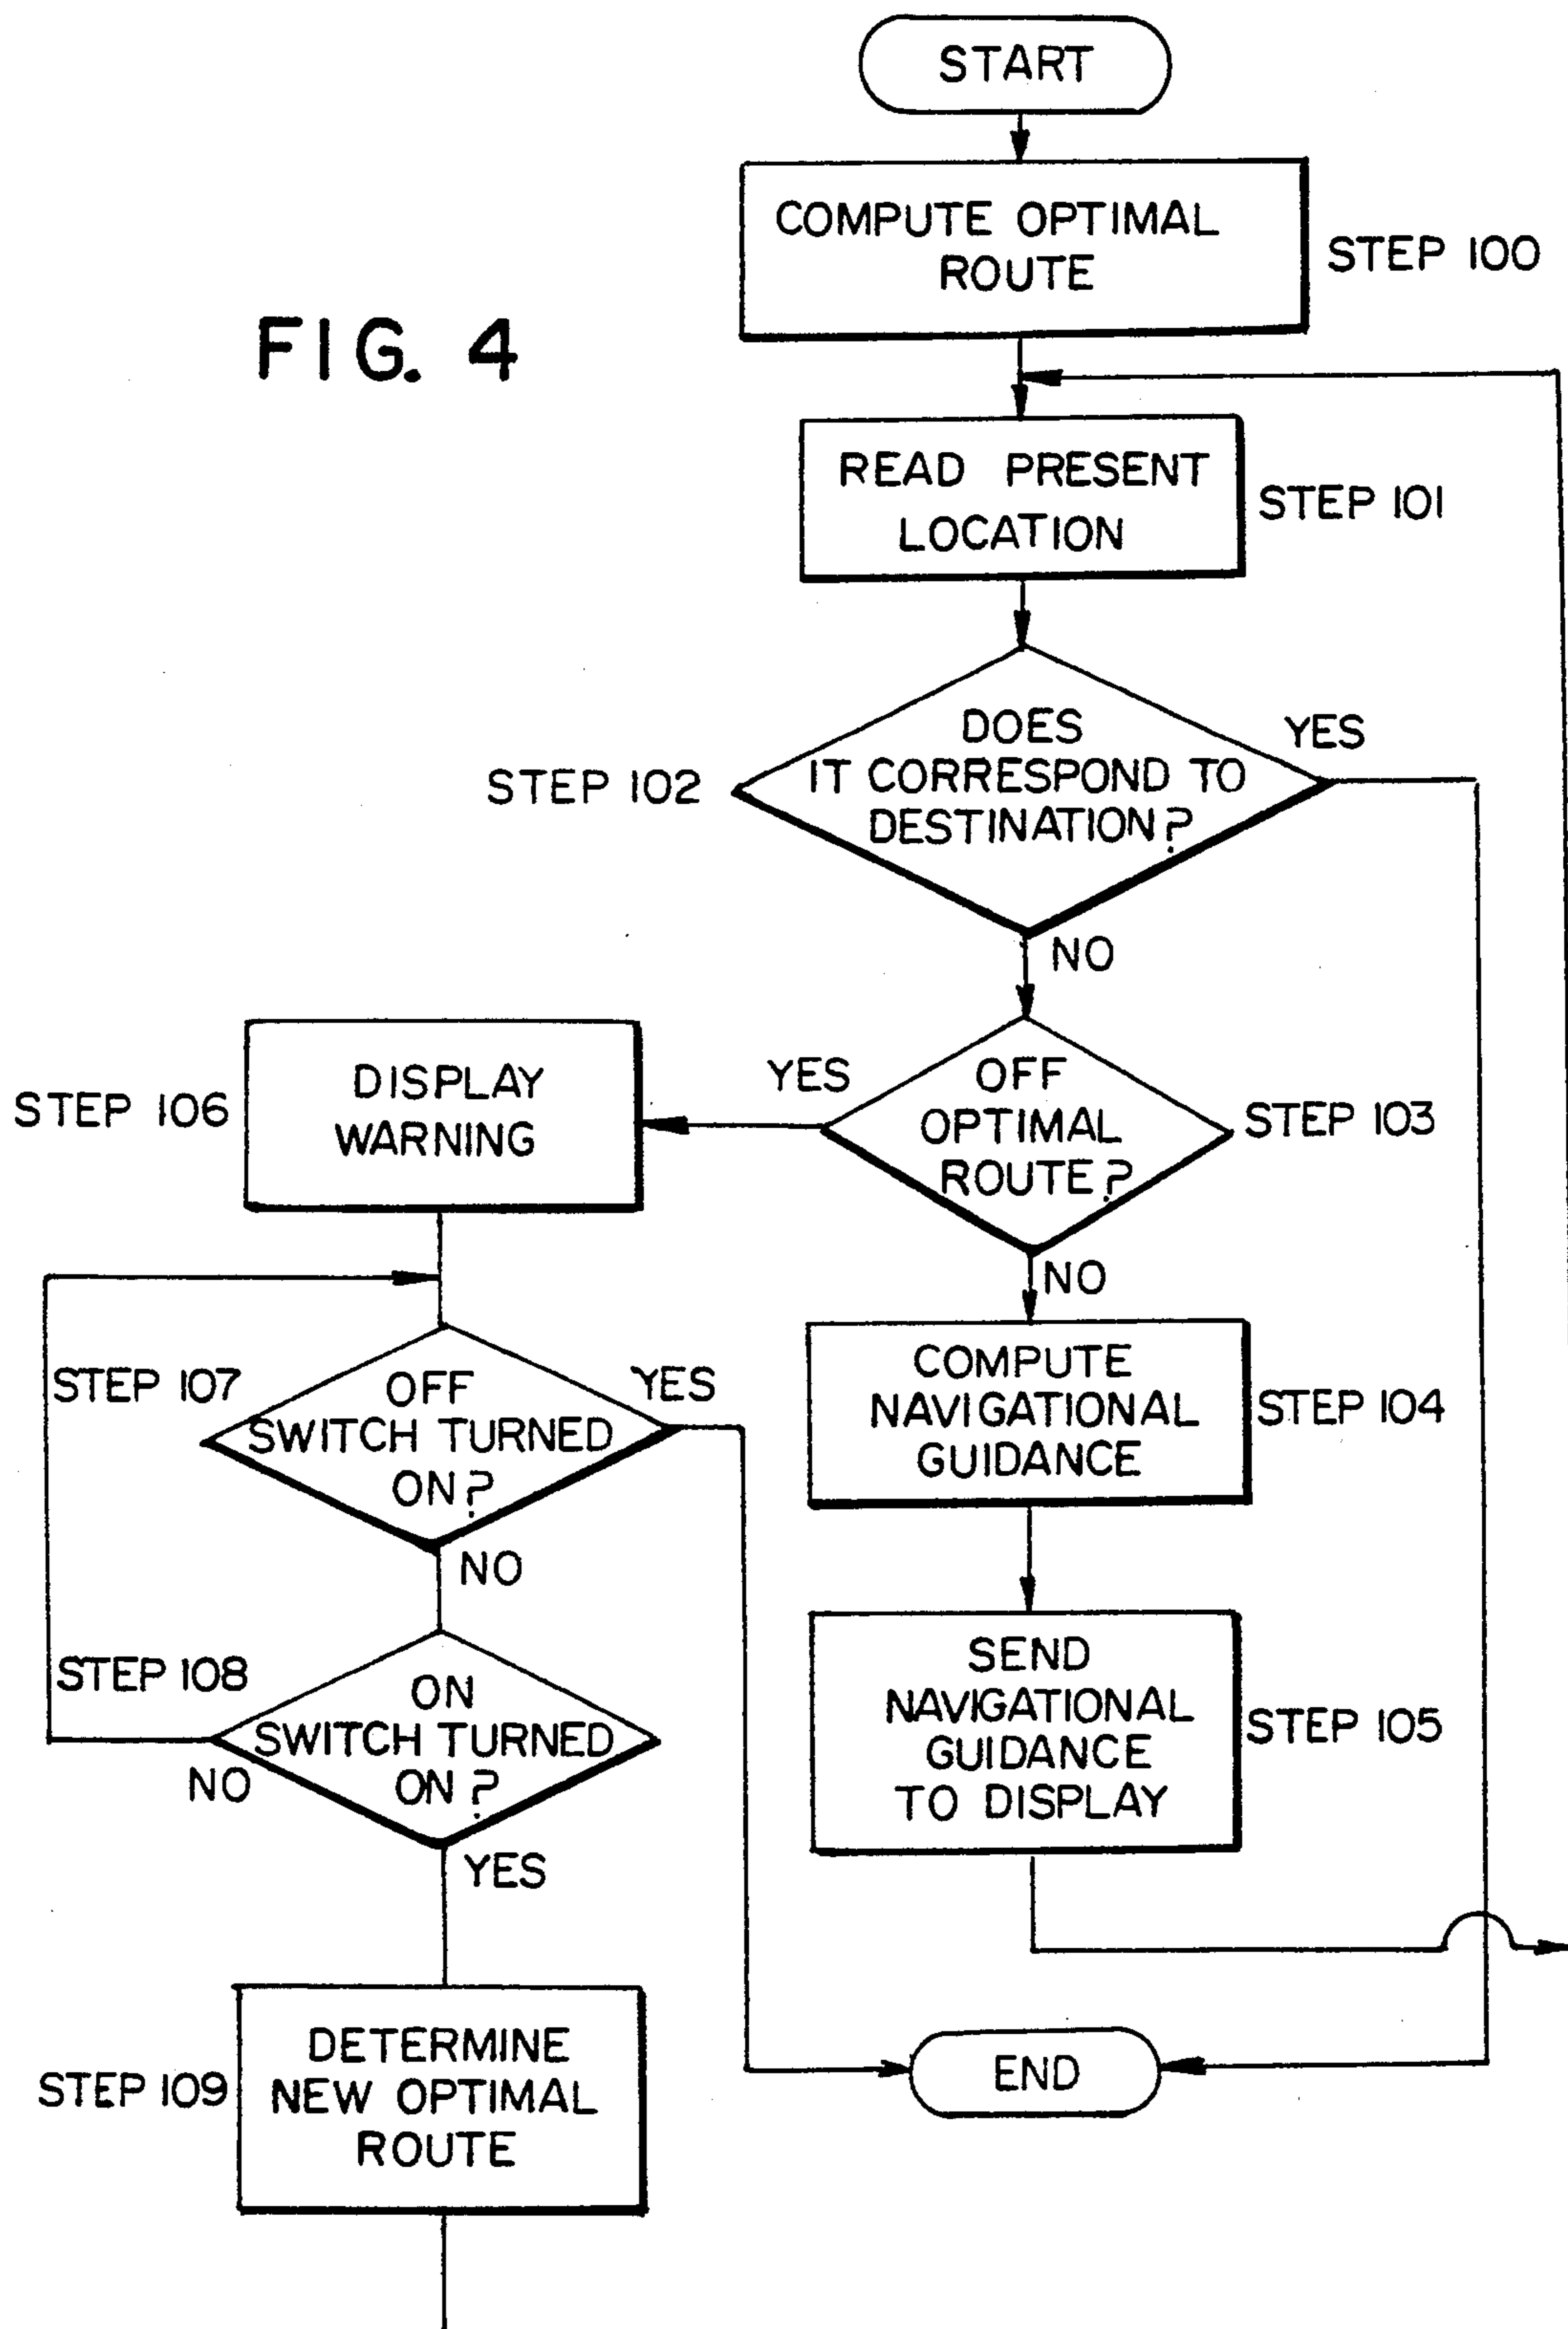 START
COMPUTE OPTIMAL
ROUTE
STEP 100
FIG. 4
READ PRESENT
LOCATION
STEP 101
DOES
IT CORRESPOND TO
DESTINATION?
YES
STEP 102
NO
OFF
OPTIMAL
ROUTE?
YES
STEP 103
DISPLAY
WARNING
STEP 106
NO
COMPUTE
NAVIGATIONAL
GUIDANCE
STEP 104
STEP 107
OFF
SWITCH TURNED
ON?
YES
NO
SEND
NAVIGATIONAL
GUIDANCE
TO DISPLAY
STEP 105
STEP 108
ON
SWITCH TURNED
ON?
NO
YES
DETERMINE
NEW OPTIMAL
ROUTE
STEP 109
END